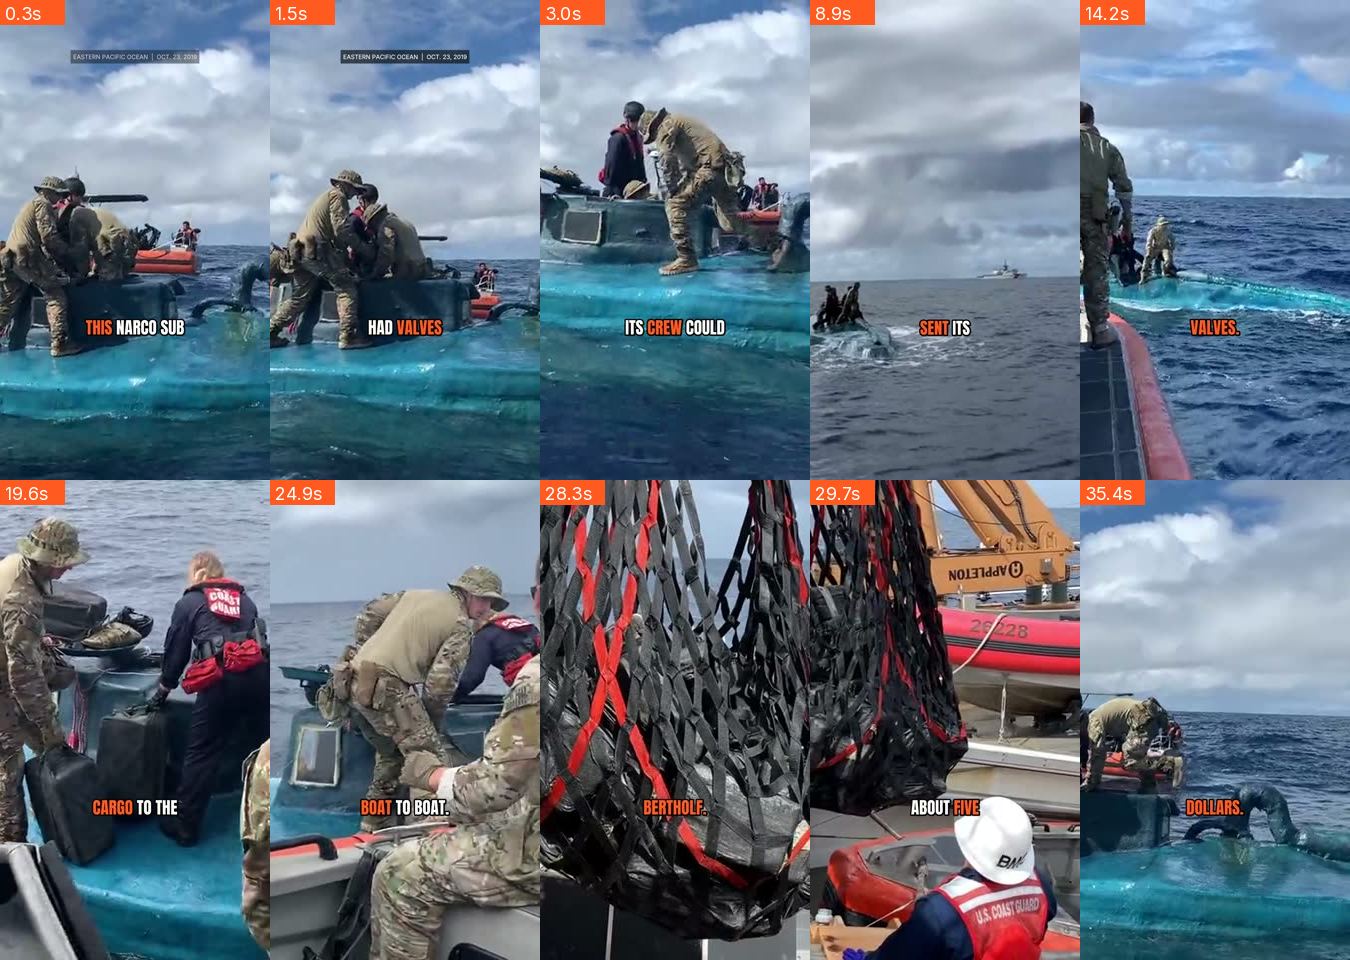 0.3s
1.5s
3.0s
8.9s
14.2s
EASTERN PACIFIC OCEAN | OCT. 23, 2019
EASTERN PACIFIC OCEAN | OCT. 23, 2019
THIS NARCO SUB
HAD VALVES
ITS CREW COULD
SENT ITS
VALVES.
19.6s
24.9s
28.3s
29.7s
35.4s
COAST
GUARD
APPLETON
26228
CARGO TO THE
BOAT TO BOAT.
BERTHOLF.
ABOUT FIVE
DOLLARS.
U.S. COAST GUARD